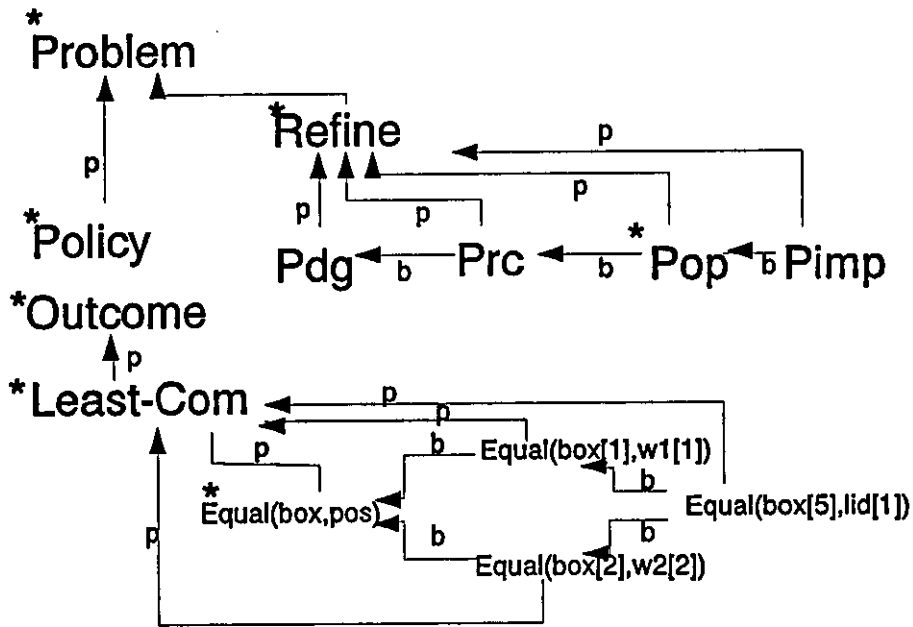 *Problem
*Refine
p
p
p
p
p
*Policy
Pdg
b
Prc
b
*Pop
b
Pimp
*Outcome
p
*Least-Com
p
p
p
b
Equal(box[1],w1[1])
b
*Equal(box,pos)
Equal(box[5],lid[1])
p
b
b
Equal(box[2],w2[2])